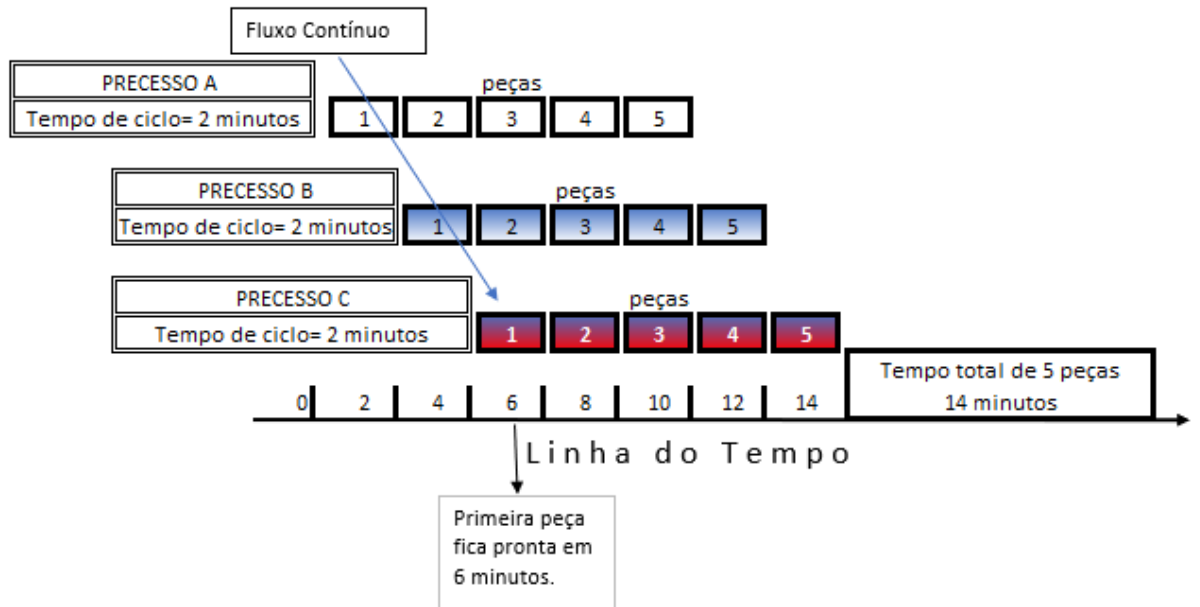 Fluxo Contínuo
PRECESSO A
peças
Tempo de ciclo= 2 minutos
1 2 3 4 5
PRECESSO B
peças
Tempo de ciclo= 2 minutos
1 2 3 4 5
PRECESSO C
peças
Tempo de ciclo= 2 minutos
1 2 3 4 5
Tempo total de 5 peças
14 minutos
0 2 4 6 8 10 12 14
Linha do Tempo
Primeira peça
fica pronta em
6 minutos.